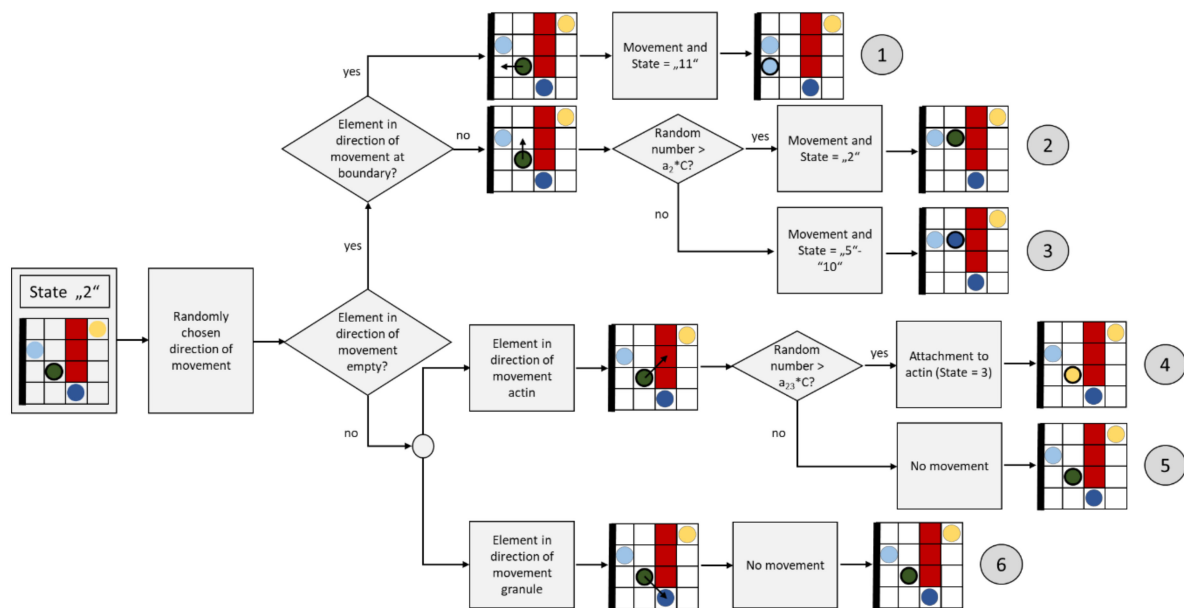 State „2“
Randomly
chosen
direction of
movement
Element in
direction of
movement
empty?
yes
no
Element in
direction of
movement at
boundary?
yes
no
Movement and
State = „11“
1
Random
number >
a2*C?
yes
no
Movement and
State = „2“
2
Movement and
State = „5“-
“10“
3
Element in
direction of
movement
actin
Random
number >
a23*C?
yes
no
Attachment to
actin (State = 3)
4
No movement
5
Element in
direction of
movement
granule
No movement
6